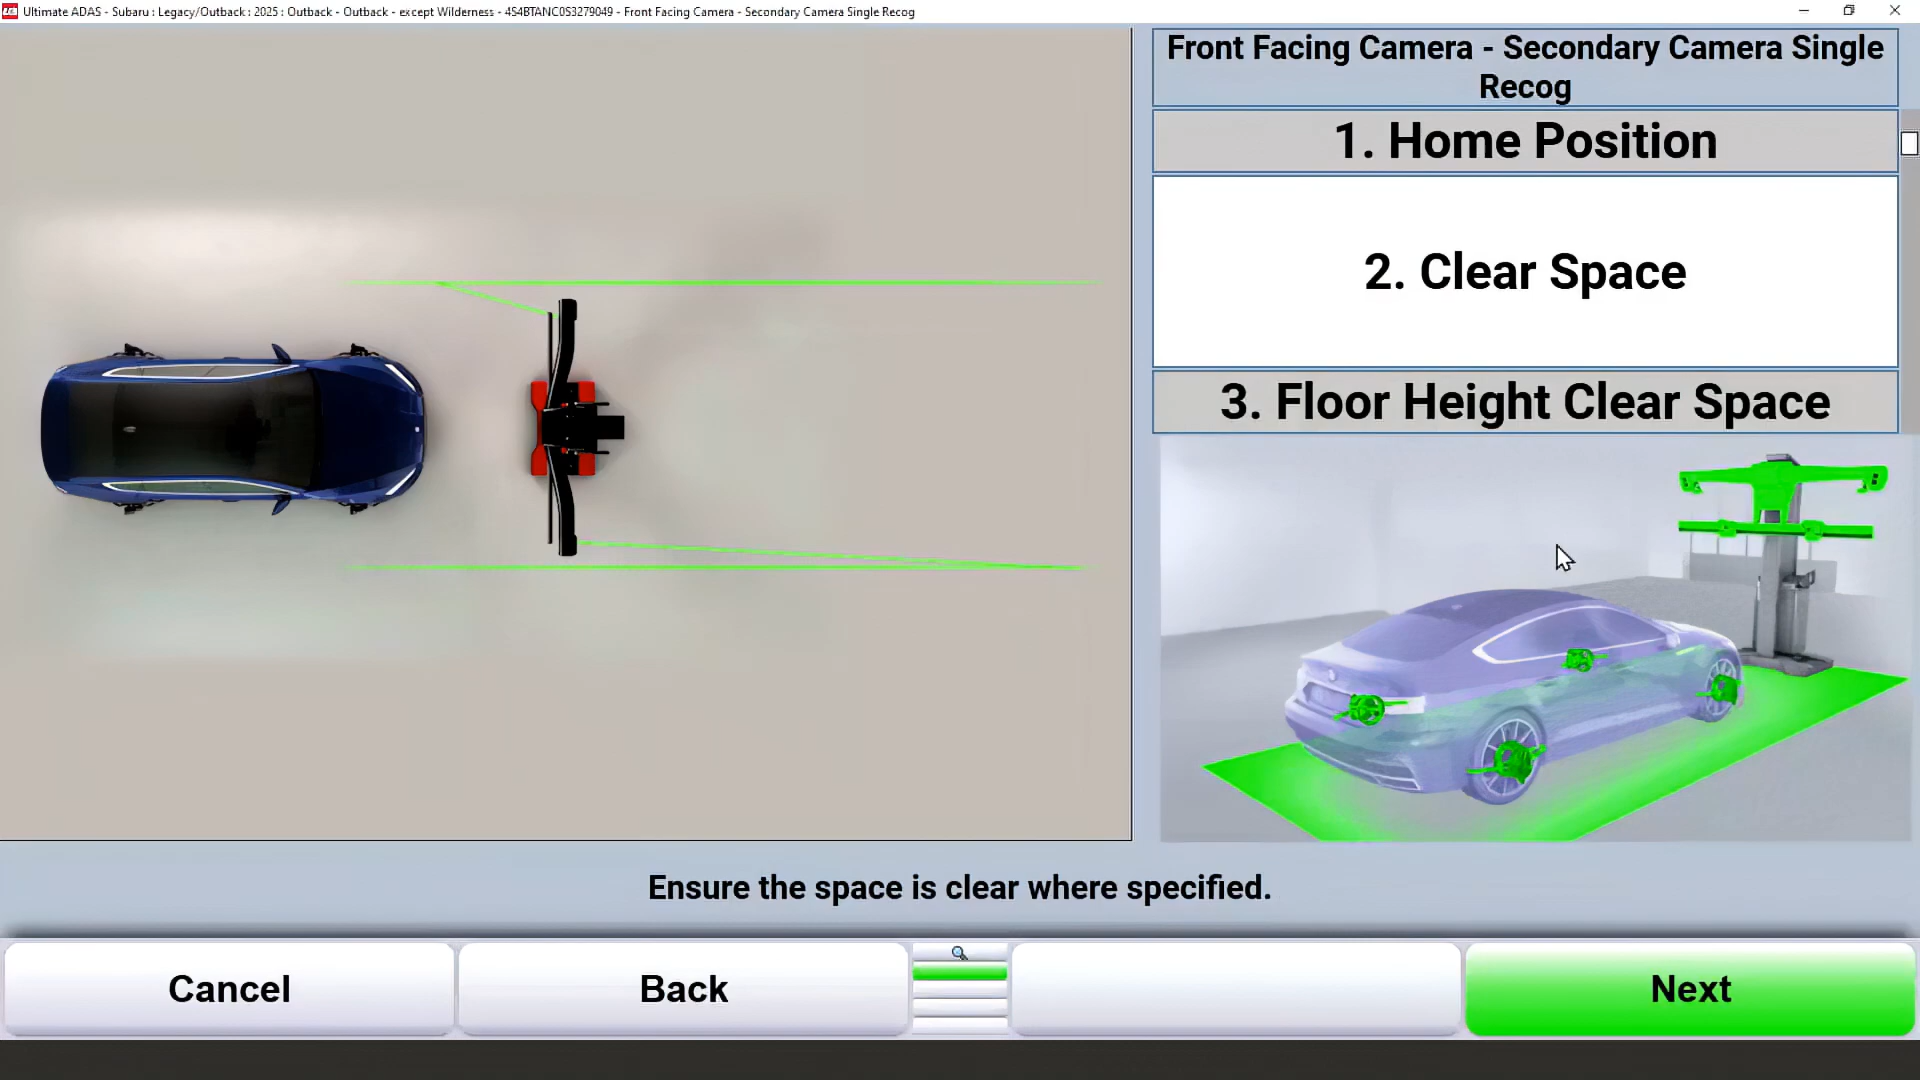 Ultimate ADAS - Subaru : Legacy/Outback : 2025 : Outback - Outback - except Wilderness - 4S4BTANC0S3279049 - Front Facing Camera - Secondary Camera Single Recog
Front Facing Camera - Secondary Camera Single
Recog
1. Home Position
2. Clear Space
3. Floor Height Clear Space
Ensure the space is clear where specified.
Cancel
Back
Next